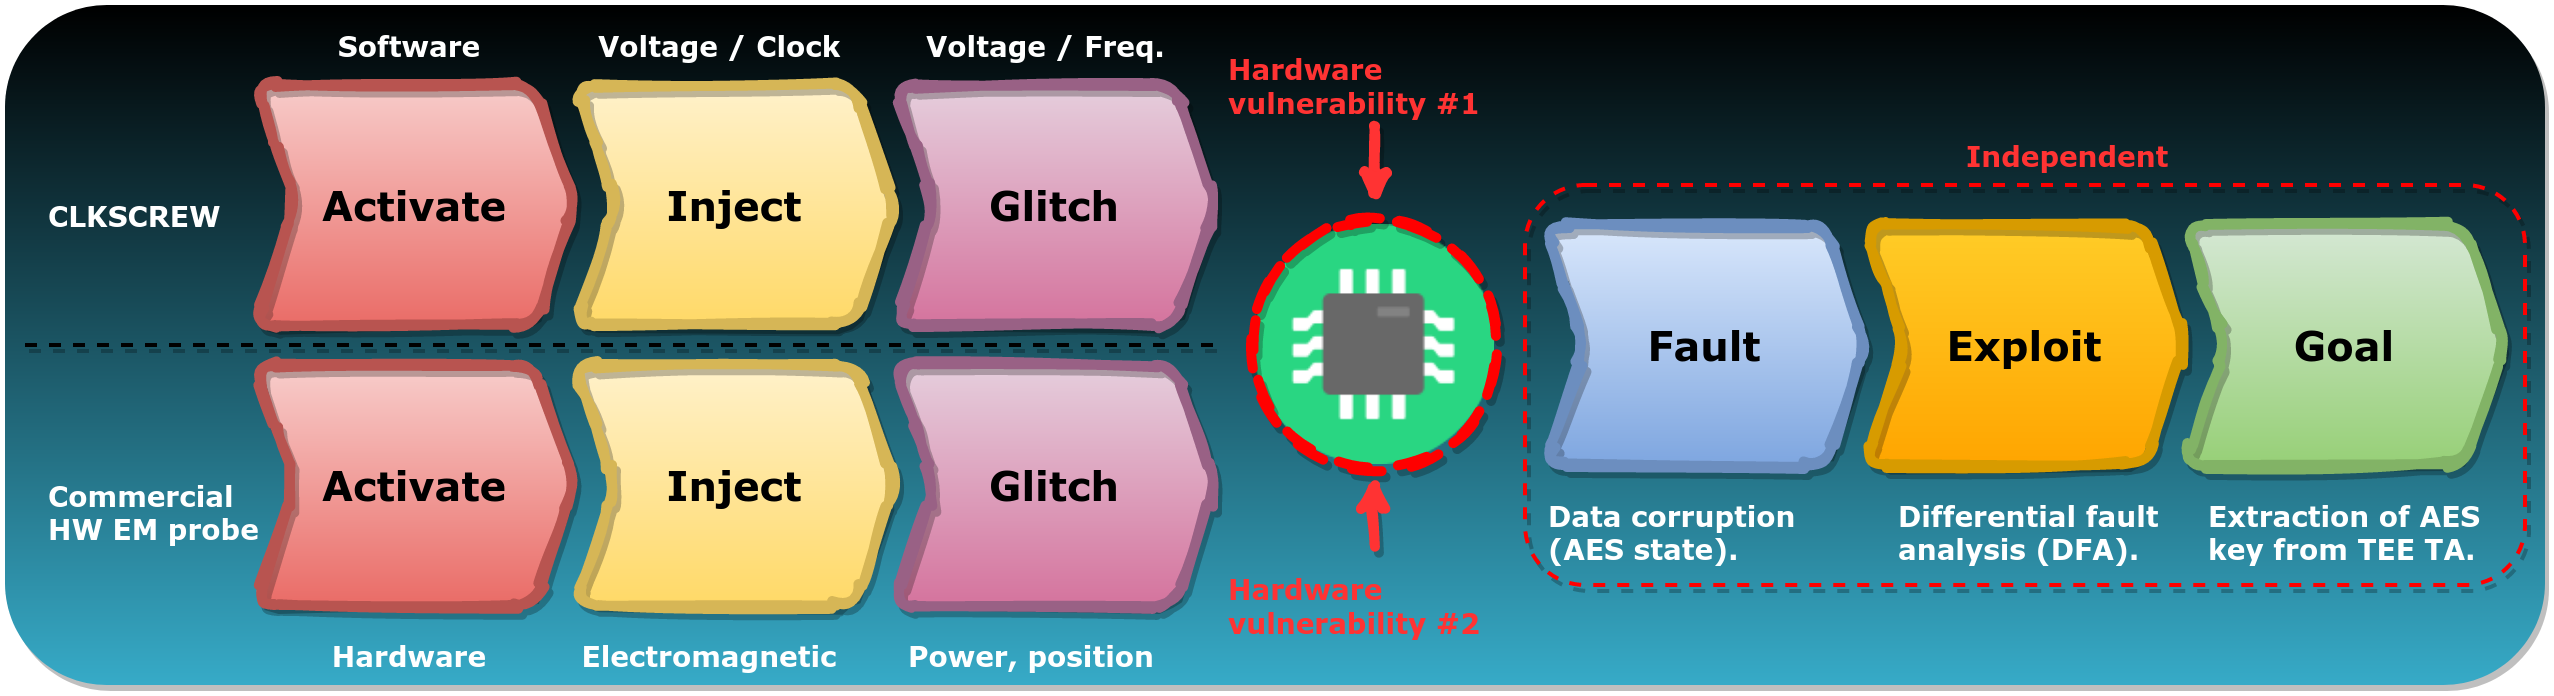 Software
Voltage / Clock
Voltage / Freq.
CLKSCREW
Activate
Inject
Glitch
Hardware
vulnerability #1
Commercial
HW EM probe
Activate
Inject
Glitch
Hardware
Electromagnetic
Power, position
Hardware
vulnerability #2
Independent
Fault
Exploit
Goal
Data corruption
(AES state).
Differential fault
analysis (DFA).
Extraction of AES
key from TEE TA.